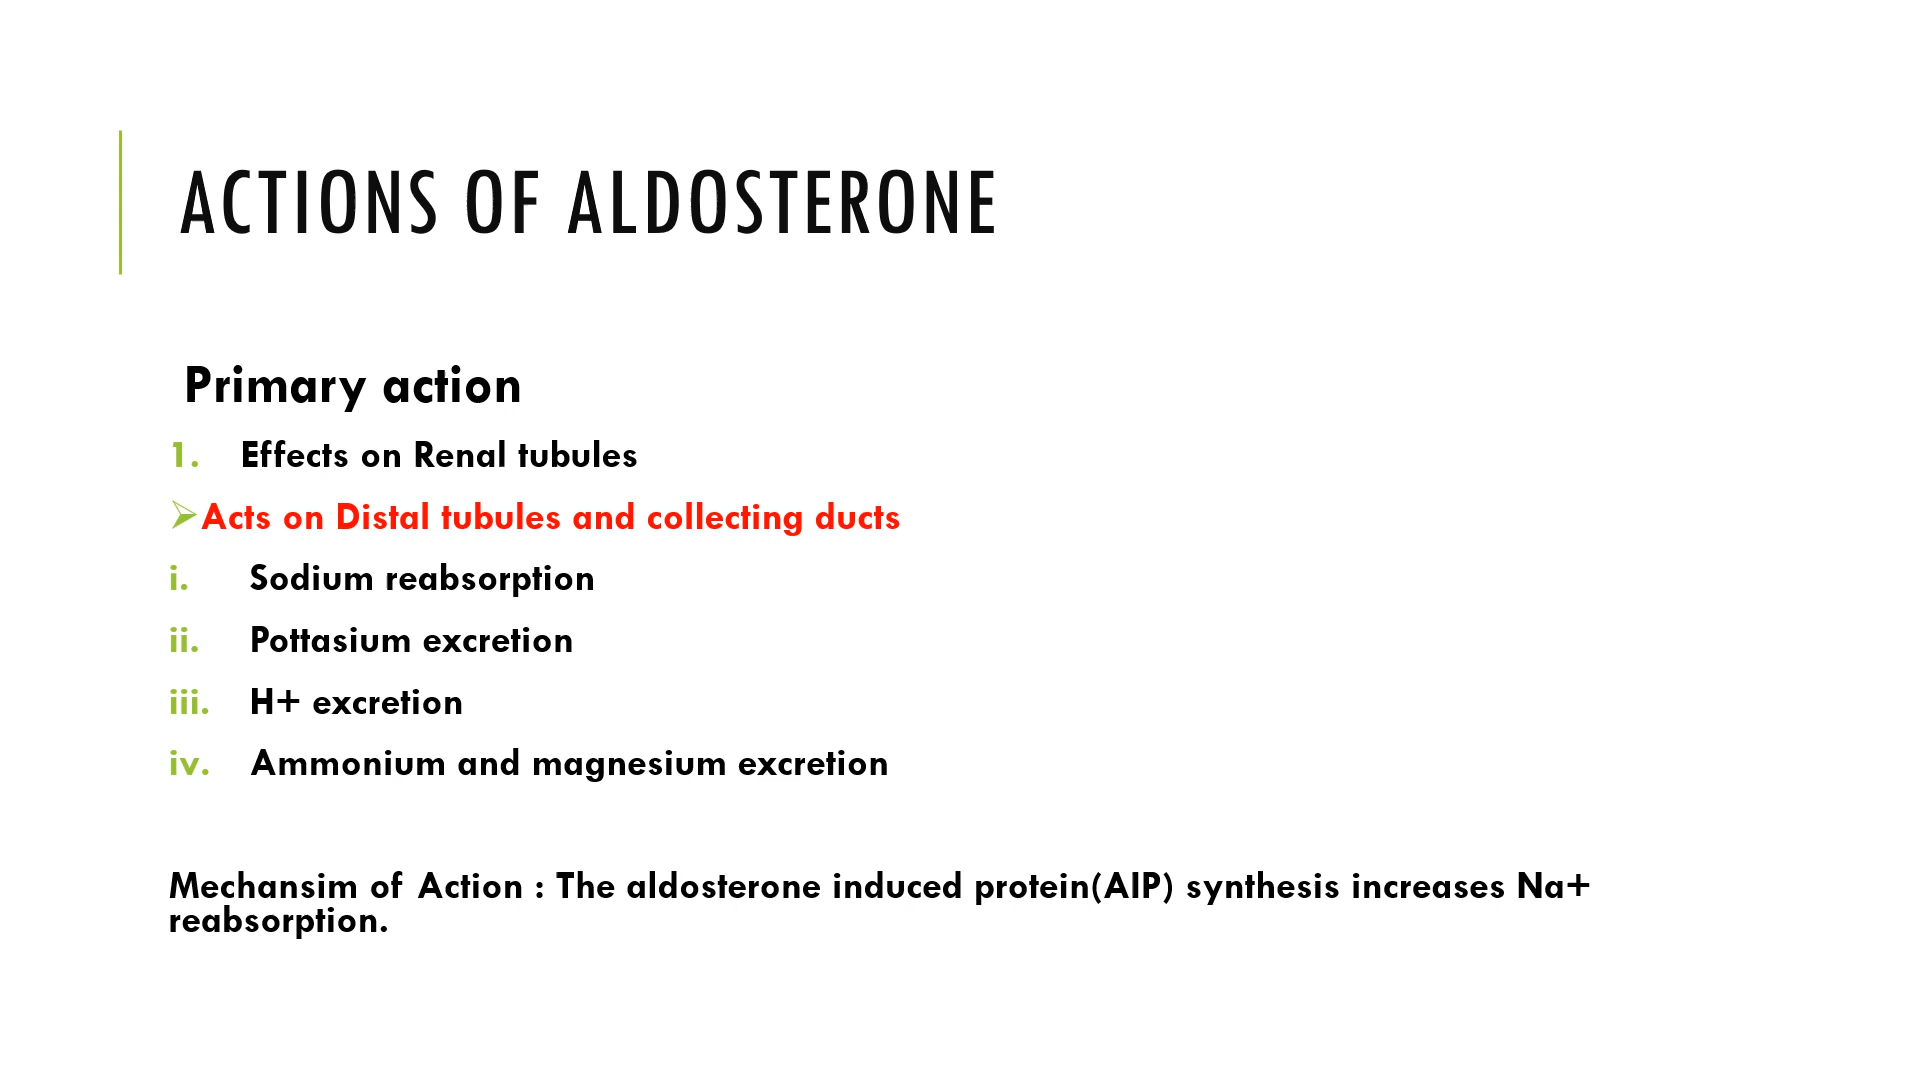 ACTIONS OF ALDOSTERONE
Primary action
1. Effects on Renal tubules
➢Acts on Distal tubules and collecting ducts
i. Sodium reabsorption
ii. Pottasium excretion
iii. H+ excretion
iv. Ammonium and magnesium excretion
Mechansim of Action : The aldosterone induced protein(AIP) synthesis increases Na+
reabsorption.